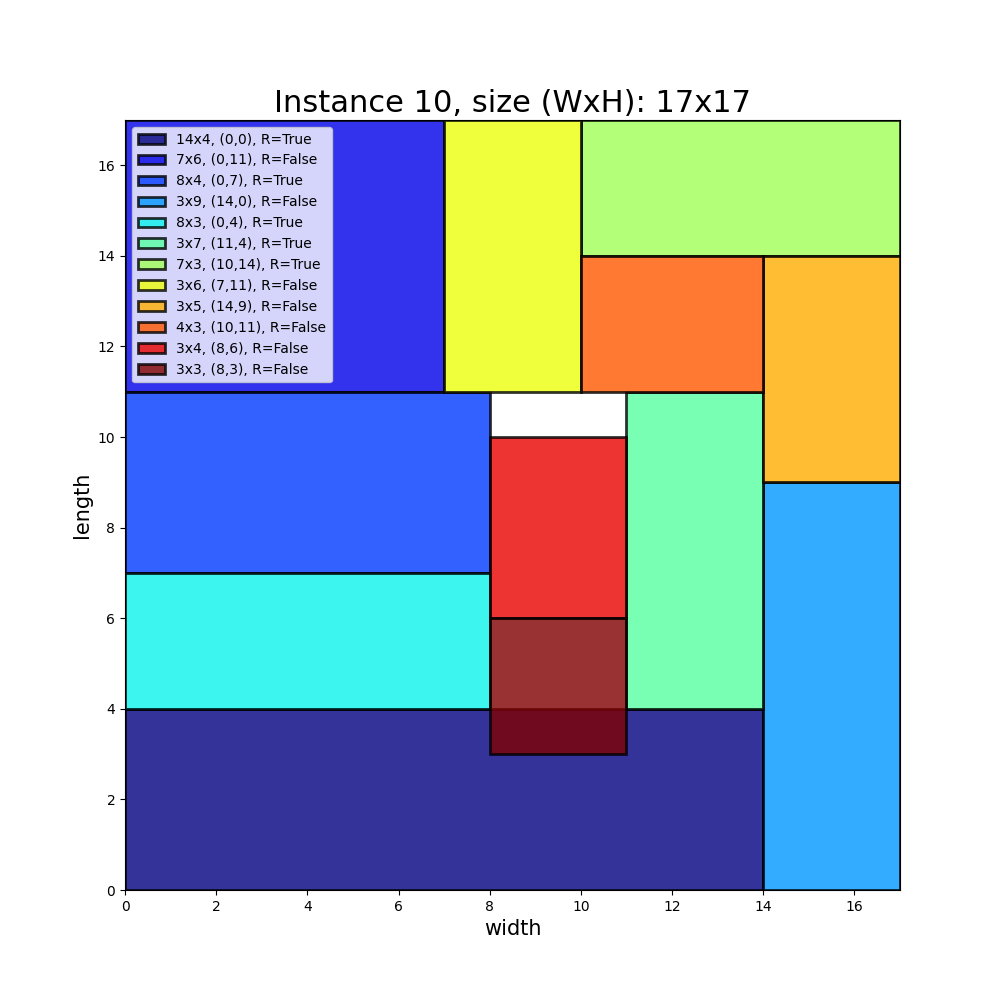 Instance 10, size (WxH): 17x17
14x4, (0,0), R=True
7x6, (0,11), R=False
8x4, (0,7), R=True
3x9, (14,0), R=False
8x3, (0,4), R=True
3x7, (11,4), R=True
7x3, (10,14), R=True
3x6, (7,11), R=False
3x5, (14,9), R=False
4x3, (10,11), R=False
3x4, (8,6), R=False
3x3, (8,3), R=False
16
14
12
10
8
6
4
2
0
length
0 2 4 6 8 10 12 14 16
width